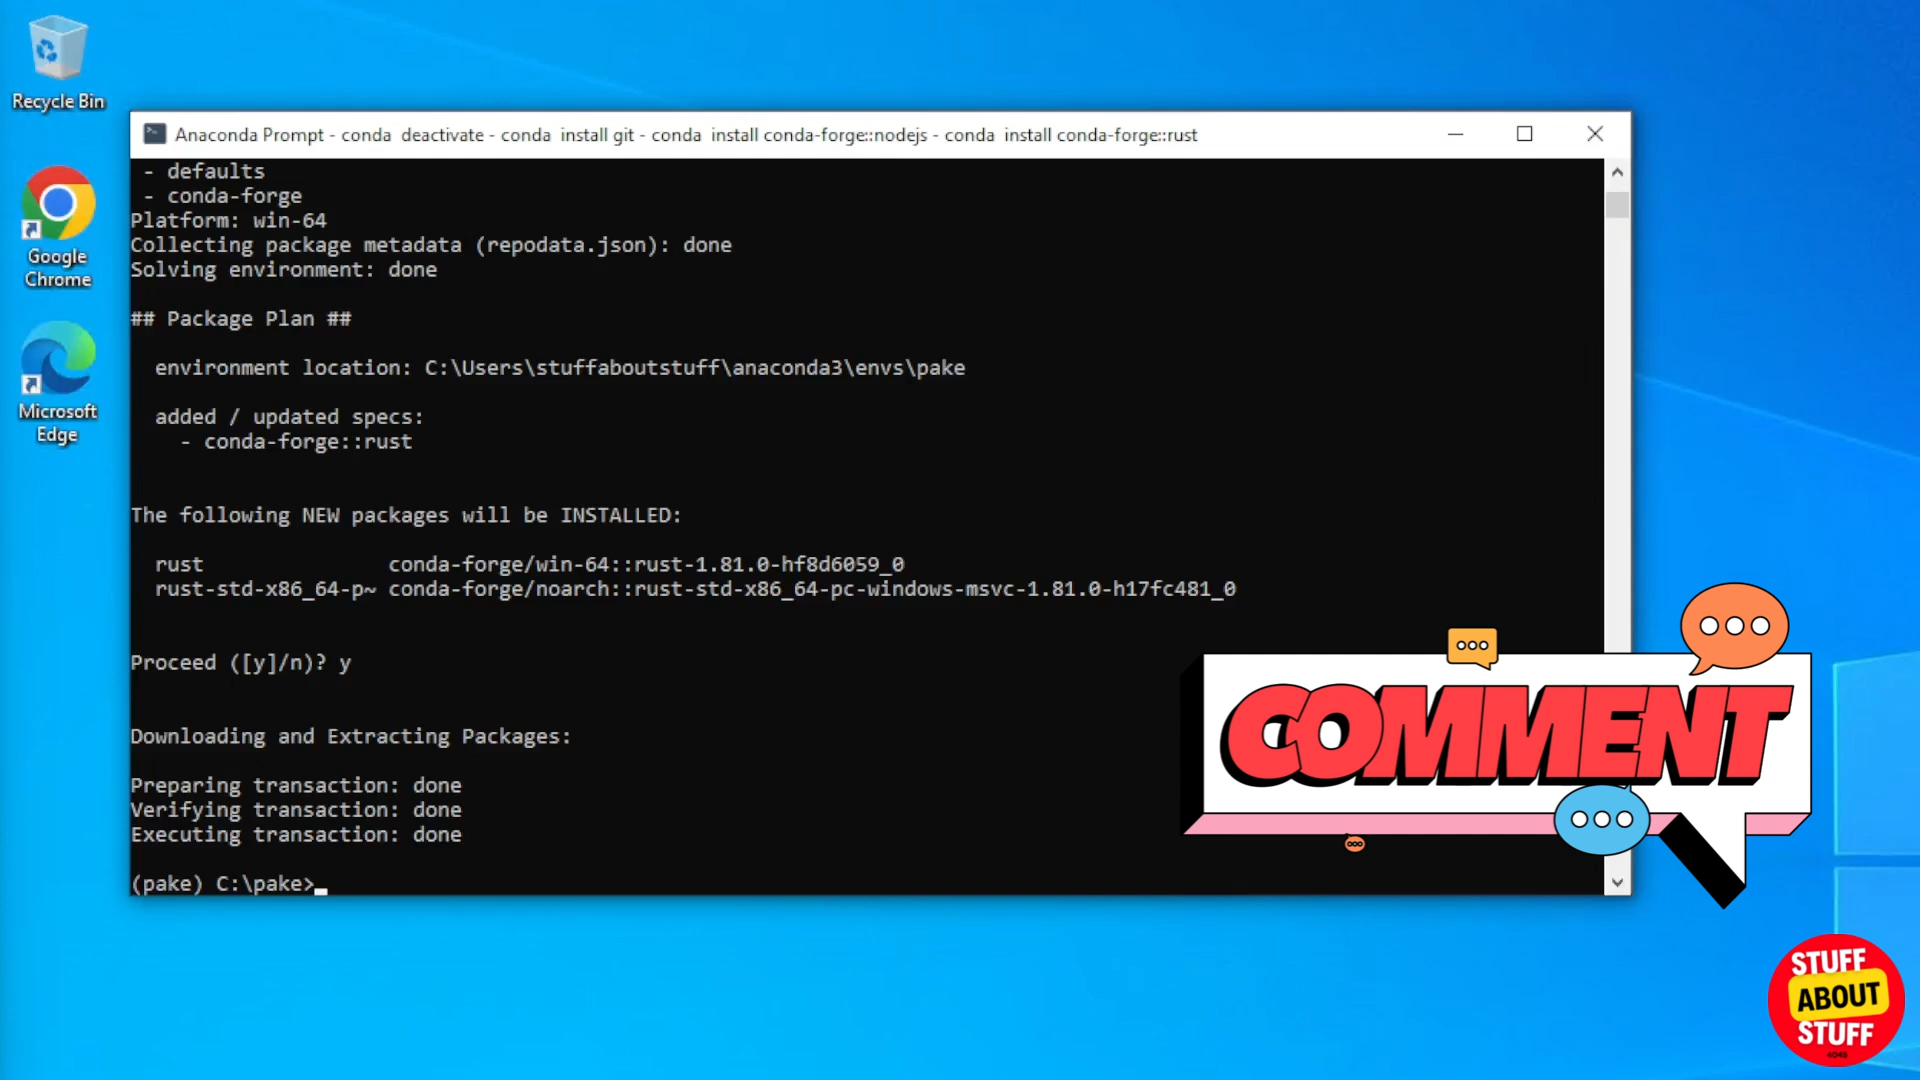 Recycle Bin
Google
Chrome
Microsoft
Edge
Anaconda Prompt - conda  deactivate - conda  install git - conda  install conda-forge::nodejs - conda  install conda-forge::rust
- defaults
- conda-forge
Platform: win-64
Collecting package metadata (repodata.json): done
Solving environment: done
## Package Plan ##
environment location: C:\Users\stuffaboutstuff\anaconda3\envs\pake
added / updated specs:
- conda-forge::rust
The following NEW packages will be INSTALLED:
rust conda-forge/win-64::rust-1.81.0-hf8d6059_0
rust-std-x86_64-p~ conda-forge/noarch::rust-std-x86_64-pc-windows-msvc-1.81.0-h17fc481_0
Proceed ([y]/n)? y
Downloading and Extracting Packages:
Preparing transaction: done
Verifying transaction: done
Executing transaction: done
(pake) C:\pake>
COMMENT
STUFF
ABOUT
STUFF